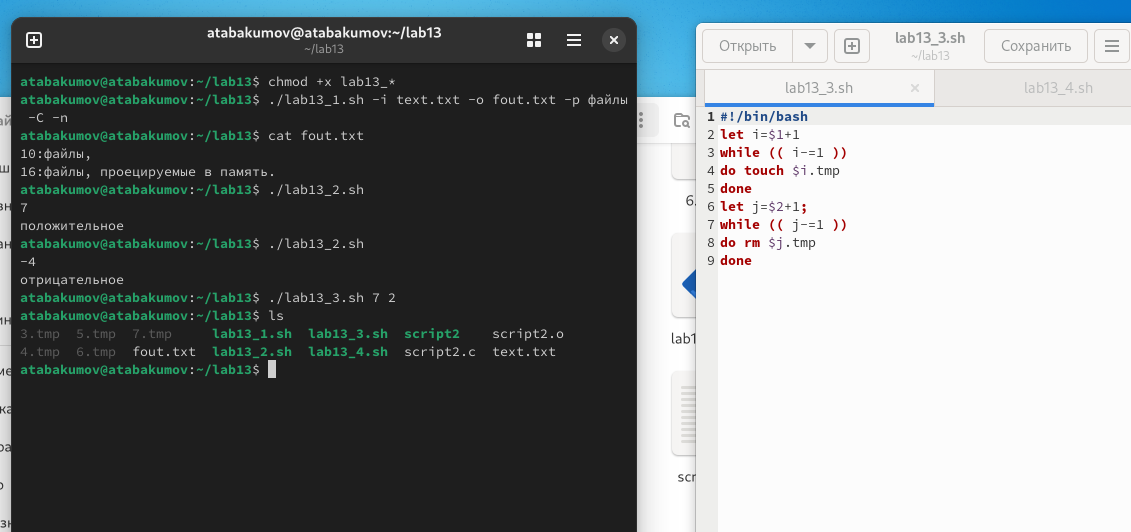 atabakumov@atabakumov:~/lab13
~/lab13
atabakumov@atabakumov:~/lab13$ chmod +x lab13_*
atabakumov@atabakumov:~/lab13$ ./lab13_1.sh -i text.txt -o fout.txt -p файлы
-C -n
atabakumov@atabakumov:~/lab13$ cat fout.txt
10:файлы,
16:файлы, проецируемые в память.
atabakumov@atabakumov:~/lab13$ ./lab13_2.sh
7
положительное
atabakumov@atabakumov:~/lab13$ ./lab13_2.sh
-4
отрицательное
atabakumov@atabakumov:~/lab13$ ./lab13_3.sh 7 2
atabakumov@atabakumov:~/lab13$ ls
3.tmp 5.tmp 7.tmp lab13_1.sh lab13_3.sh script2 script2.o
4.tmp 6.tmp fout.txt lab13_2.sh lab13_4.sh script2.c text.txt
atabakumov@atabakumov:~/lab13$
Открыть
lab13_3.sh
~/lab13
Сохранить
lab13_3.sh
lab13_4.sh
1 #!/bin/bash
2 let i=$1+1
3 while (( i-=1 ))
4 do touch $i.tmp
5 done
6 let j=$2+1;
7 while (( j-=1 ))
8 do rm $j.tmp
9 done